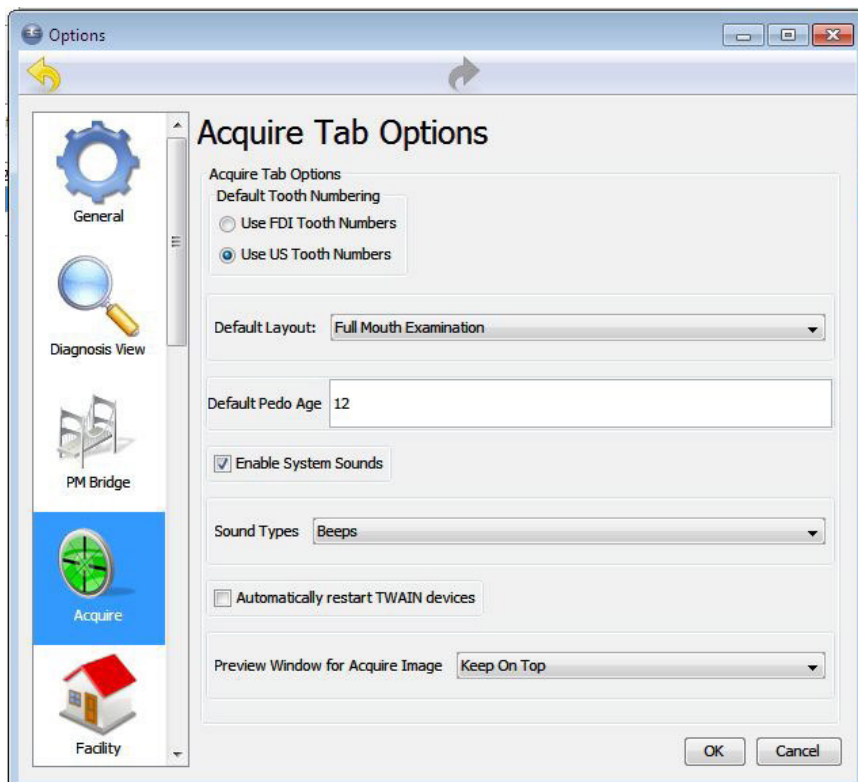 Options
Acquire Tab Options
Acquire Tab Options
Default Tooth Numbering
Use FDI Tooth Numbers
Use US Tooth Numbers
Default Layout: Full Mouth Examination
Default Pedo Age 12
Enable System Sounds
Sound Types Beeps
Automatically restart TWAIN devices
Preview Window for Acquire Image Keep On Top
OK Cancel
General
Diagnosis View
PM Bridge
Acquire
Facility